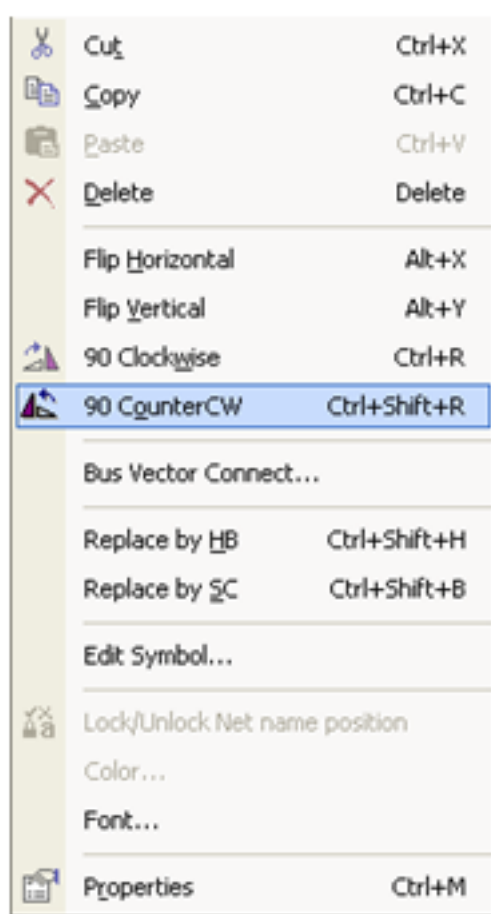 Cut Ctrl+X
Copy Ctrl+C
Paste Ctrl+V
Delete Delete
Flip Horizontal Alt+X
Flip Vertical Alt+Y
90 Clockwise Ctrl+R
90 CounterCW Ctrl+Shift+R
Bus Vector Connect...
Replace by HB Ctrl+Shift+H
Replace by SC Ctrl+Shift+B
Edit Symbol...
Lock/Unlock Net name position
Color...
Font...
Properties Ctrl+M